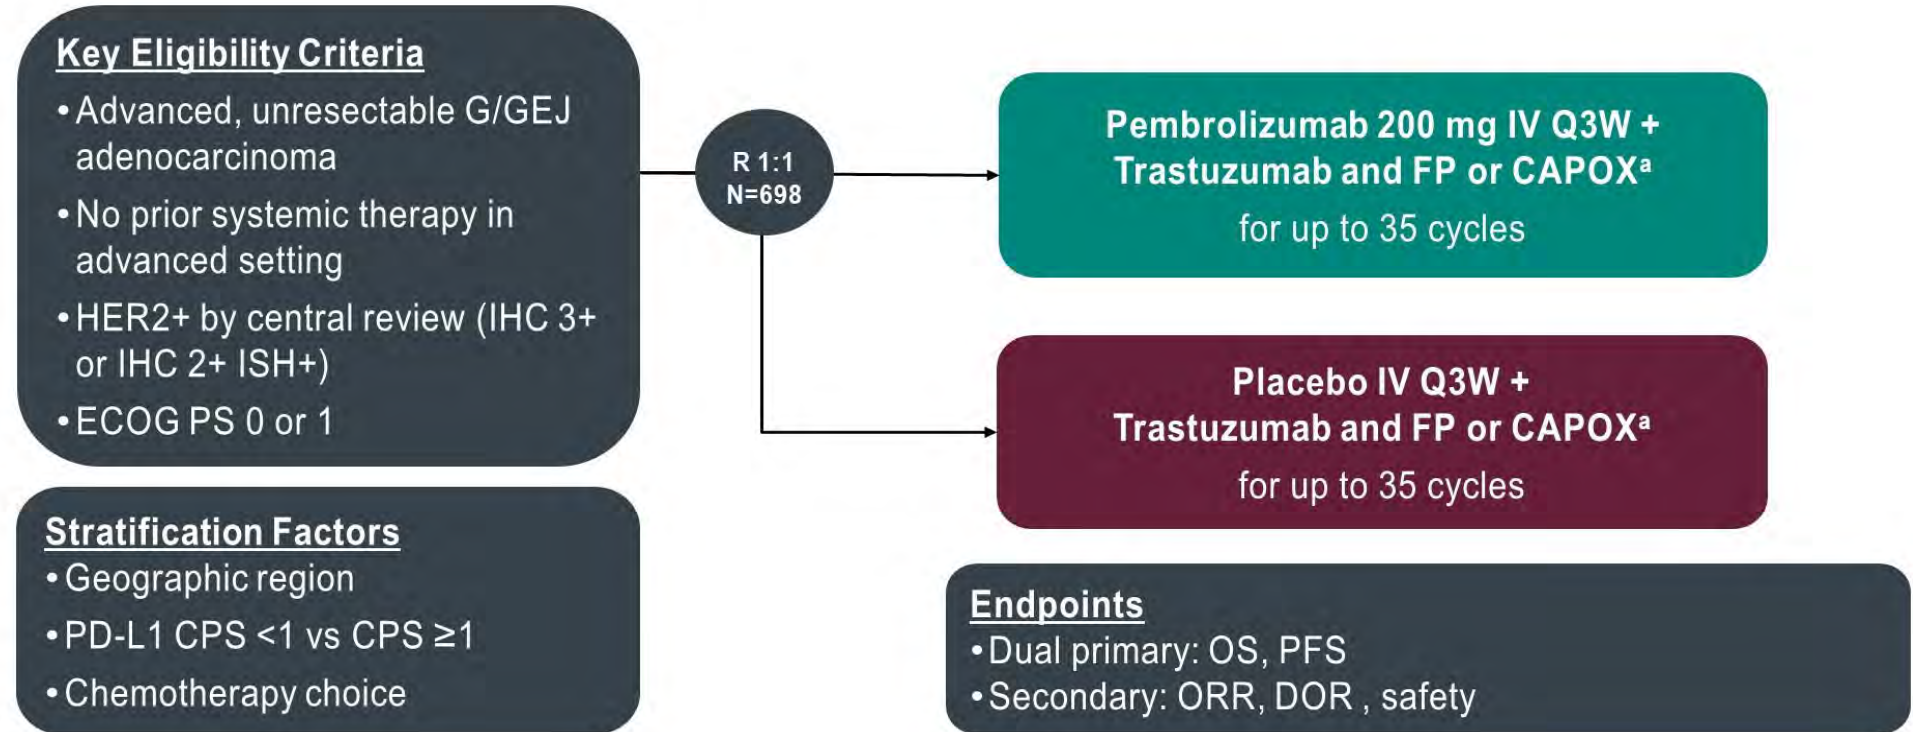 Key Eligibility Criteria
•Advanced, unresectable G/GEJ
adenocarcinoma
•No prior systemic therapy in
advanced setting
•HER2+ by central review (IHC 3+
or IHC 2+ ISH+)
•ECOG PS 0 or 1
Stratification Factors
•Geographic region
•PD-L1 CPS <1 vs CPS ≥1
•Chemotherapy choice
R 1:1
N=698
Pembrolizumab 200 mg IV Q3W +
Trastuzumab and FP or CAPOXᵃ
for up to 35 cycles
Placebo IV Q3W +
Trastuzumab and FP or CAPOXᵃ
for up to 35 cycles
Endpoints
•Dual primary: OS, PFS
•Secondary: ORR, DOR , safety